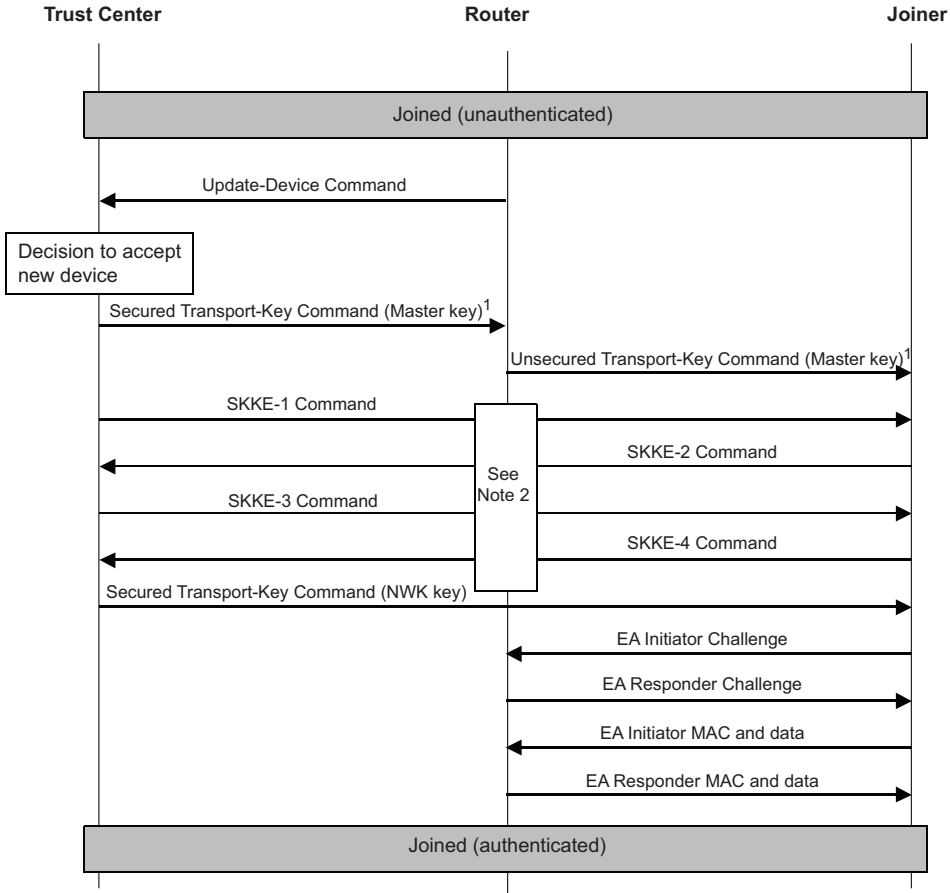 Trust Center
Router
Joiner
Joined (unauthenticated)
Update-Device Command
Decision to accept
new device
Secured Transport-Key Command (Master key)1
Unsecured Transport-Key Command (Master key)1
SKKE-1 Command
SKKE-2 Command
See
Note 2
SKKE-3 Command
SKKE-4 Command
Secured Transport-Key Command (NWK key)
EA Initiator Challenge
EA Responder Challenge
EA Initiator MAC and data
EA Responder MAC and data
Joined (authenticated)